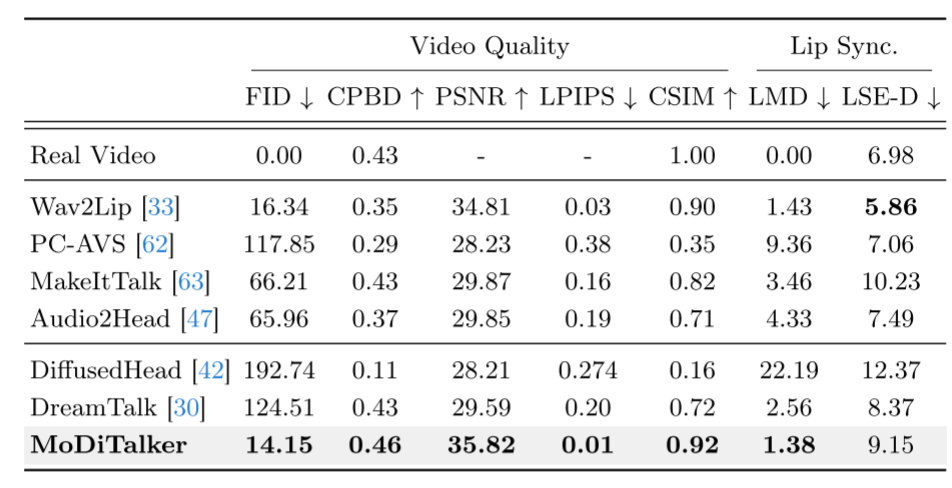 Video Quality Lip Sync.
FID ↓ CPBD ↑ PSNR ↑ LPIPS ↓ CSIM ↑ LMD ↓ LSE-D ↓
Real Video 0.00 0.43 - - 1.00 0.00 6.98
Wav2Lip [33] 16.34 0.35 34.81 0.03 0.90 1.43 5.86
PC-AVS [62] 117.85 0.29 28.23 0.38 0.35 9.36 7.06
MakeItTalk [63] 66.21 0.43 29.87 0.16 0.82 3.46 10.23
Audio2Head [47] 65.96 0.37 29.85 0.19 0.71 4.33 7.49
DiffusedHead [42] 192.74 0.11 28.21 0.274 0.16 22.19 12.37
DreamTalk [30] 124.51 0.43 29.59 0.20 0.72 2.56 8.37
MoDiTalker 14.15 0.46 35.82 0.01 0.92 1.38 9.15